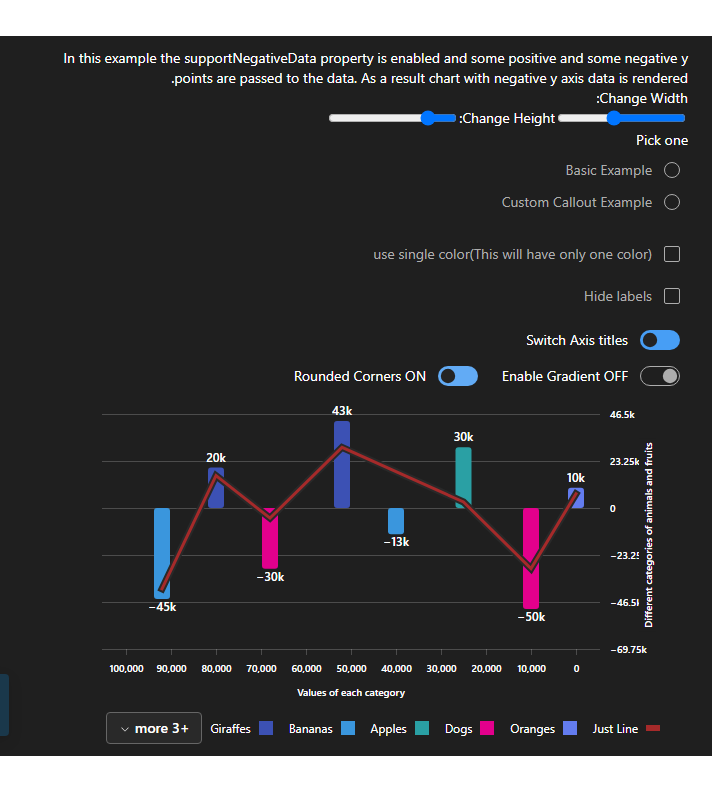 In this example the supportNegativeData property is enabled and some positive and some negative y
.points are passed to the data. As a result chart with negative y axis data is rendered
:Change Width
:Change Height
Pick one
Basic Example
Custom Callout Example
use single color(This will have only one color)
Hide labels
Switch Axis titles
Rounded Corners ON
Enable Gradient OFF
43k
46.5k
30k
20k
23.25k
10k
0
−13k
−23.2
−30k
−45k
−46.5
−50k
−69.75k
Different categories of animals and fruits
100,000 90,000 80,000 70,000 60,000 50,000 40,000 30,000 20,000 10,000 0
Values of each category
more 3+ Giraffes Bananas Apples Dogs Oranges Just Line